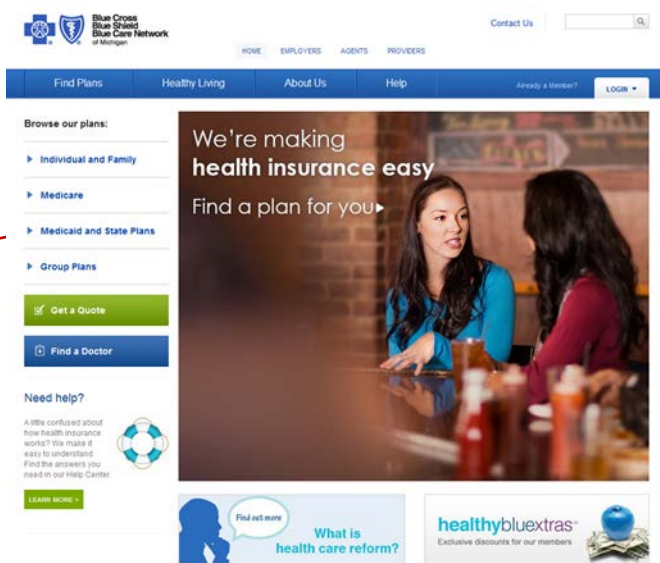 Blue Cross
Blue Shield
Blue Care Network
of Michigan
Contact Us
HOME EMPLOYERS AGENTS PROVIDERS
Find Plans Healthy Living About Us Help Already a Member? LOGIN
Browse our plans:
Individual and Family
Medicare
Medicaid and State Plans
Group Plans
Get a Quote
Find a Doctor
We're making
health insurance easy
Find a plan for you
Need help?
A little confused about
how health insurance
works? We make it
easy to understand
Find the answers you
need in our Help Center
LEARN MORE »
Find out more
What is
health care reform?
healthybluextras℠
Exclusive discounts for our members